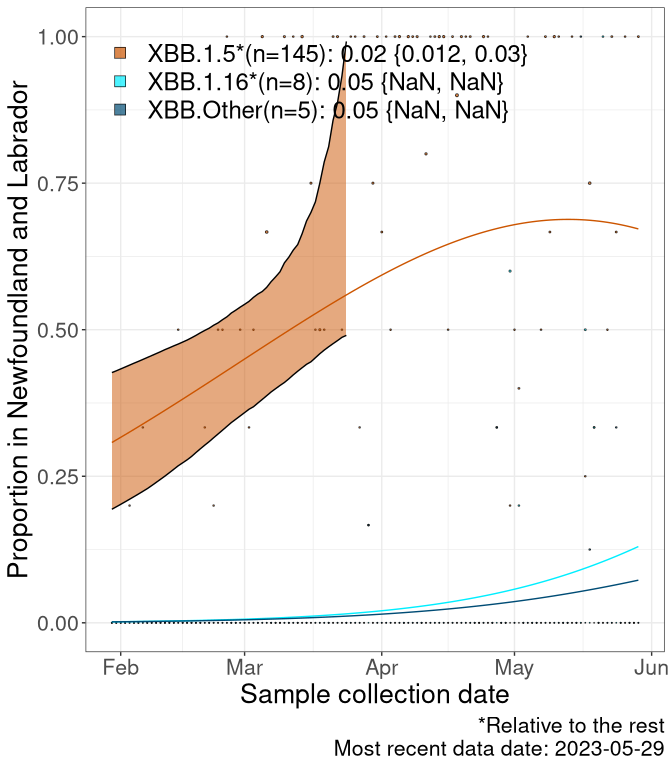 XBB.1.5*(n=145): 0.02 {0.012, 0.03}
XBB.1.16*(n=8): 0.05 {NaN, NaN}
XBB.Other(n=5): 0.05 {NaN, NaN}
Proportion in Newfoundland and Labrador
1.00
0.75
0.50
0.25
0.00
Feb Mar Apr May Jun
Sample collection date
*Relative to the rest
Most recent data date: 2023-05-29